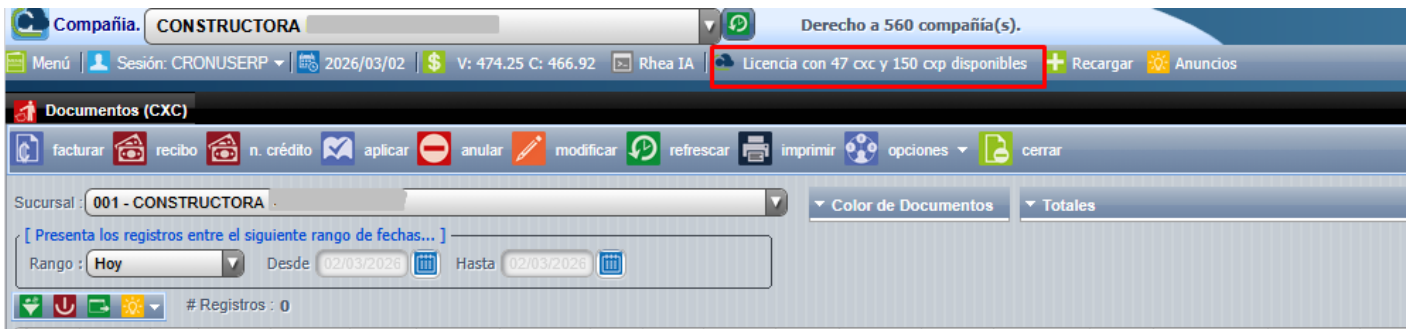 Compañia. CONSTRUCTORA Derecho a 560 compañía(s).
Menú Sesión: CRONUSERP 2026/03/02 V: 474.25 C: 466.92 Rhea IA Licencia con 47 cxc y 150 cxp disponibles Recargar Anuncios
Documentos (CXC)
facturar recibo n. crédito aplicar anular modificar refrescar imprimir opciones cerrar
Sucursal : 001 - CONSTRUCTORA Color de Documentos Totales
[ Presenta los registros entre el siguiente rango de fechas... ]
Rango : Hoy Desde 02/03/2026 Hasta 02/03/2026
# Registros : 0